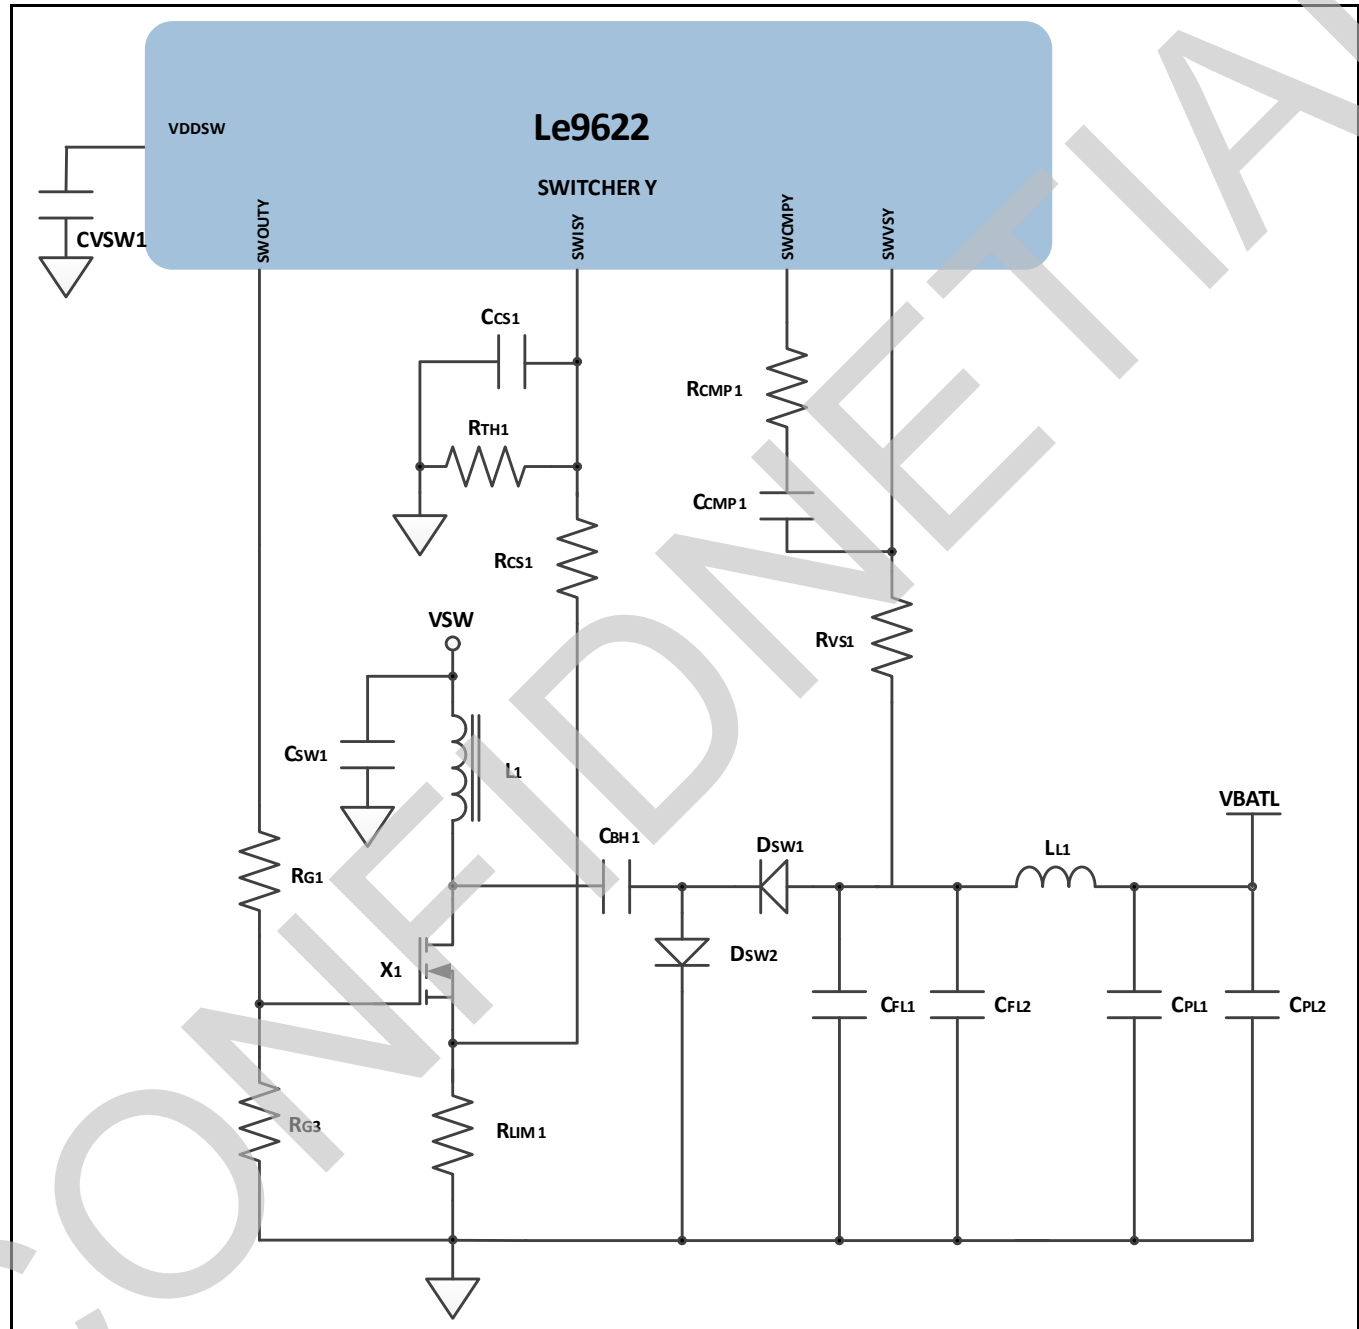 Le9622
VDDSW
SWITCHER Y
SWOUTY
SWISY
SWCMPY
SWVSY
CVSW1
CCS1
RCMP1
RTH1
CCMP1
RCS1
VSW
RVS1
CSW1
L1
VBATL
CBH1
DSW1
LL1
RG1
DSW2
X1
CFL1
CFL2
CPL1
CPL2
RG3
RLIM1
CONFIDNETIAL